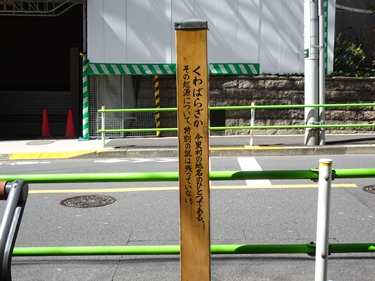 くわばらざか 今里村の地名のひとつである。
その起源について、特別の説は残っていない。